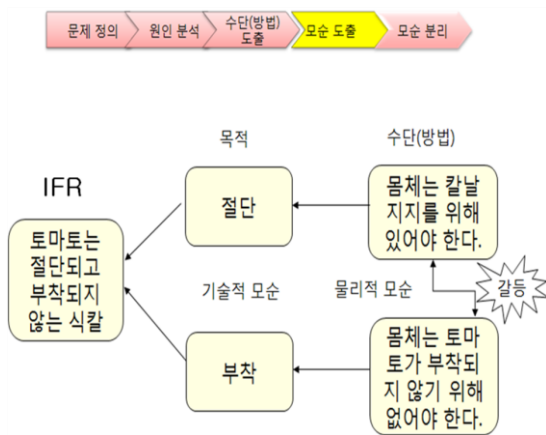 문제 정의
원인 분석
수단(방법)
도출
모순 도출
모순 분리
목적
수단(방법)
IFR
토마토는
절단되고
부착되지
않는 식칼
절단
몸체는 칼날
지지를 위해
있어야 한다.
기술적 모순
물리적 모순
갈등
부착
몸체는 토마
토가 부착되
지 않기 위해
없어야 한다.